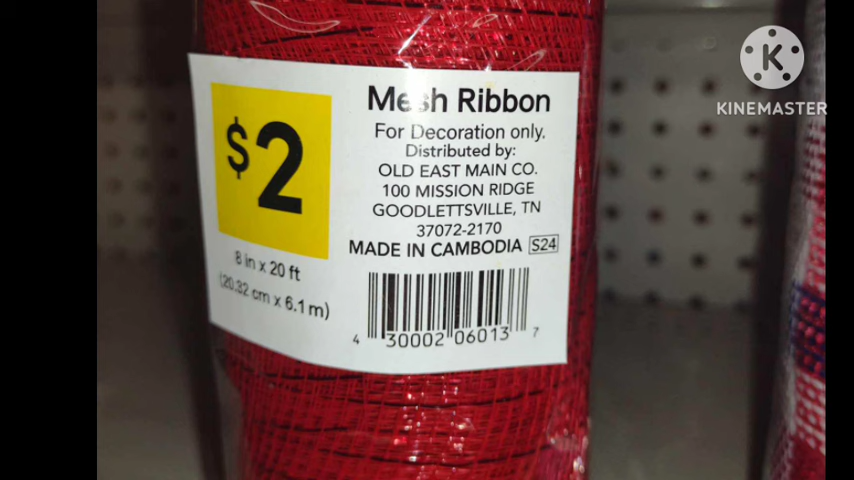 $2
8 in x 20 ft
(20.32 cm x 6.1 m)
Mesh Ribbon
For Decoration only.
Distributed by:
OLD EAST MAIN CO.
100 MISSION RIDGE
GOODLETTSVILLE, TN
37072-2170
MADE IN CAMBODIA S24
4 30002 06013 7
K
KINEMASTER